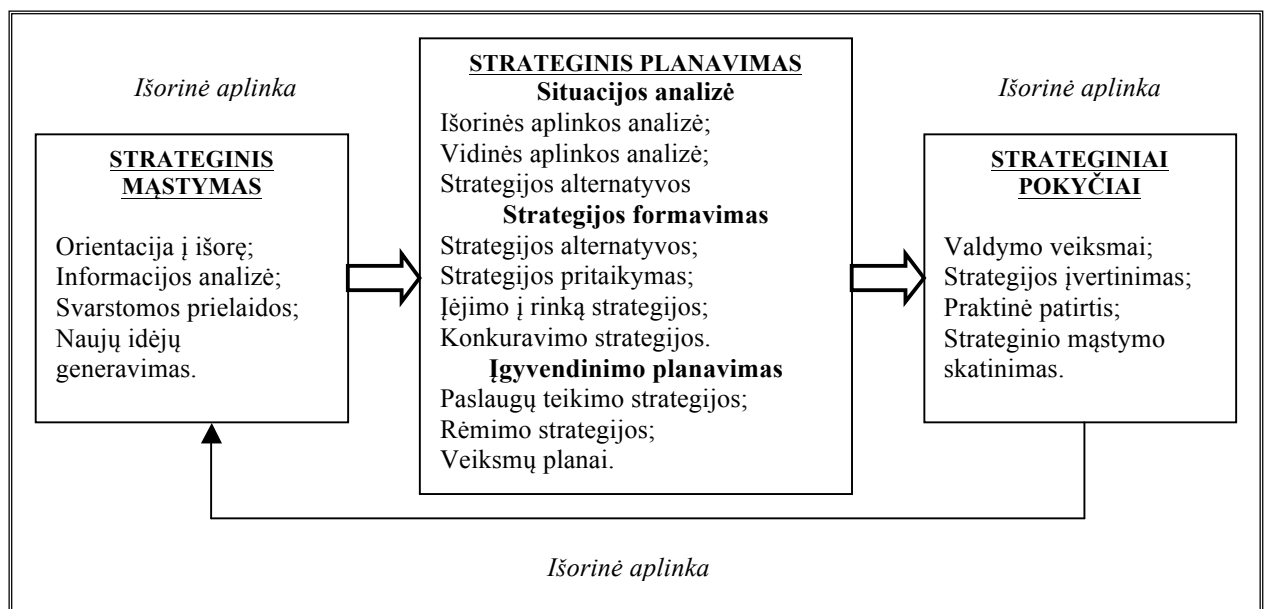 Išorinė aplinka
STRATEGINIS
MĄSTYMAS
Orientacija į išorę;
Informacijos analizė;
Svarstomos prielaidos;
Naujų idėjų
generavimas.
STRATEGINIS PLANAVIMAS
Situacijos analizė
Išorinės aplinkos analizė;
Vidinės aplinkos analizė;
Strategijos alternatyvos
Strategijos formavimas
Strategijos alternatyvos;
Strategijos pritaikymas;
Įėjimo į rinką strategijos;
Konkuravimo strategijos.
Įgyvendinimo planavimas
Paslaugų teikimo strategijos;
Rėmimo strategijos;
Veiksmų planai.
Išorinė aplinka
STRATEGINIAI
POKYČIAI
Valdymo veiksmai;
Strategijos įvertinimas;
Praktinė patirtis;
Strateginio mąstymo
skatinimas.
Išorinė aplinka